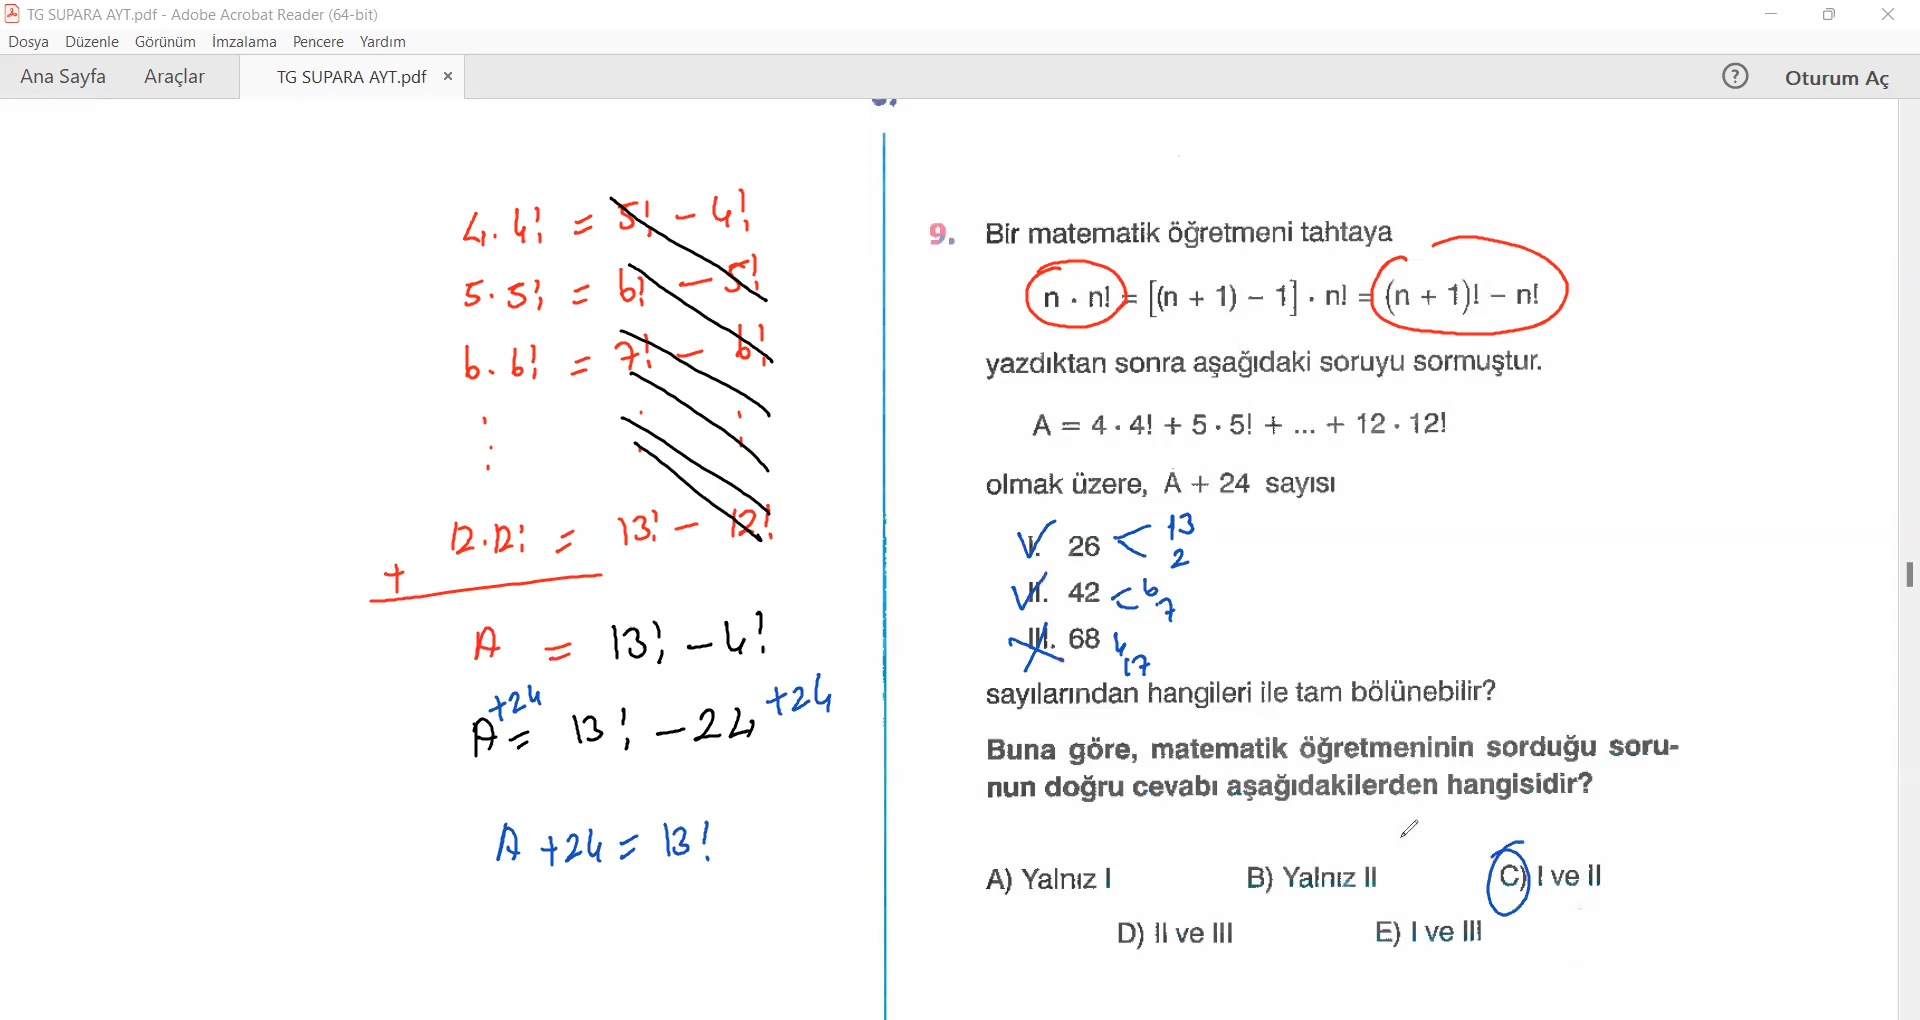 TG SUPARA AYT.pdf - Adobe Acrobat Reader (64-bit)
Dosya Düzenle Görünüm İmzalama Pencere Yardım
Ana Sayfa Araçlar TG SUPARA AYT.pdf × ? Oturum Aç
4. 4! = 5! - 4!
5. 5! = 6! - 5!
6. 6! = 7! - 6!
⋮ ⋮ ⋮
12.12! = 13! - 12!
+
A = 13! - 4!
+24 +24
A = 13! - 24
A +24 = 13!
9. Bir matematik öğretmeni tahtaya
n · n! = [(n + 1) - 1] · n! = (n + 1)! - n!
yazdıktan sonra aşağıdaki soruyu sormuştur.
A = 4 · 4! + 5 · 5! + ... + 12 · 12!
olmak üzere, A + 24 sayısı
I. 26 < 13 2
II. 42 < 6 7
III. 68 4 17
sayılarından hangileri ile tam bölünebilir?
Buna göre, matematik öğretmeninin sorduğu soru-
nun doğru cevabı aşağıdakilerden hangisidir?
A) Yalnız I B) Yalnız II C) I ve II
D) II ve III E) I ve III